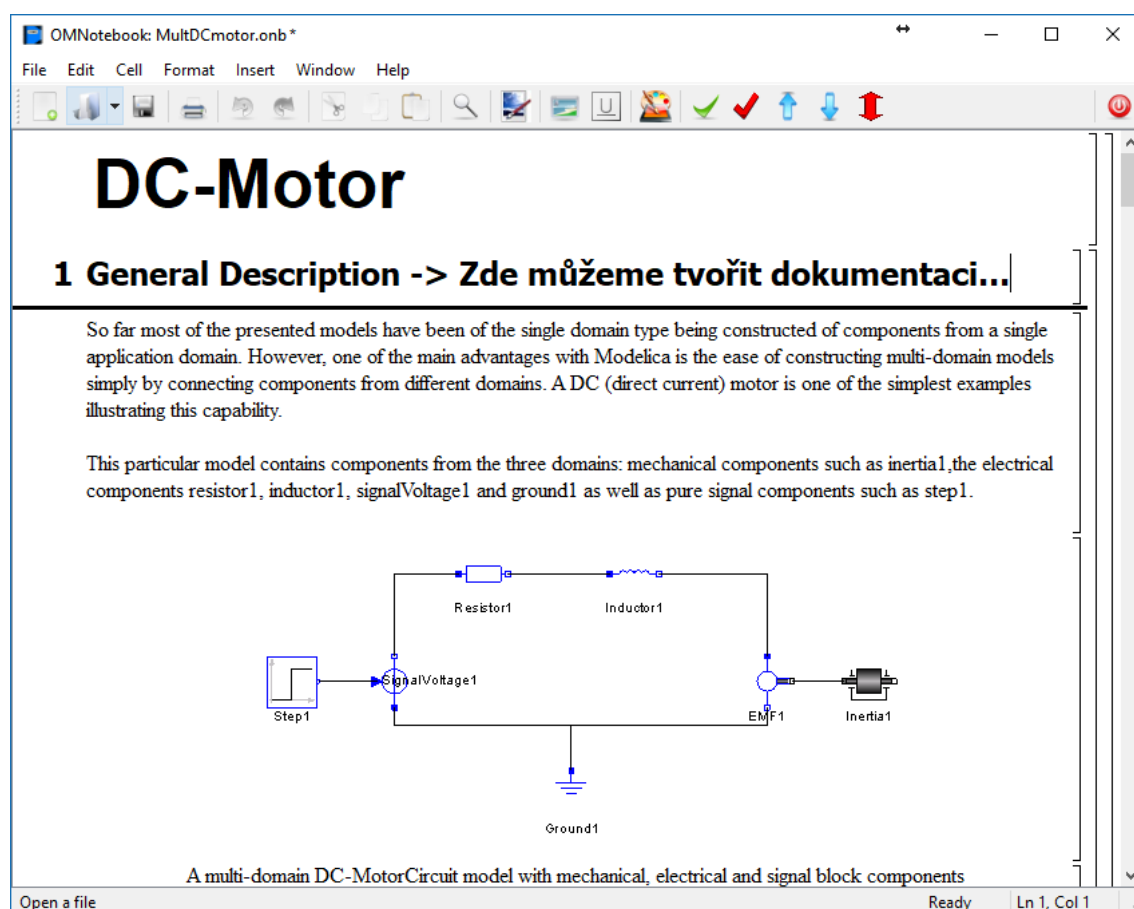 OMNotebook: MultDCmotor.onb*
File Edit Cell Format Insert Window Help
U
DC-Motor
1 General Description -> Zde můžeme tvořit dokumentaci...
So far most of the presented models have been of the single domain type being constructed of components from a single
application domain. However, one of the main advantages with Modelica is the ease of constructing multi-domain models
simply by connecting components from different domains. A DC (direct current) motor is one of the simplest examples
illustrating this capability.
This particular model contains components from the three domains: mechanical components such as inertia1,the electrical
components resistor1, inductor1, signalVoltage1 and ground1 as well as pure signal components such as step1.
Resistor1 Inductor1
SignalVoltage1
Step1 EMF1 Inertia1
Ground1
A multi-domain DC-MotorCircuit model with mechanical, electrical and signal block components
Open a file Ready Ln 1, Col 1